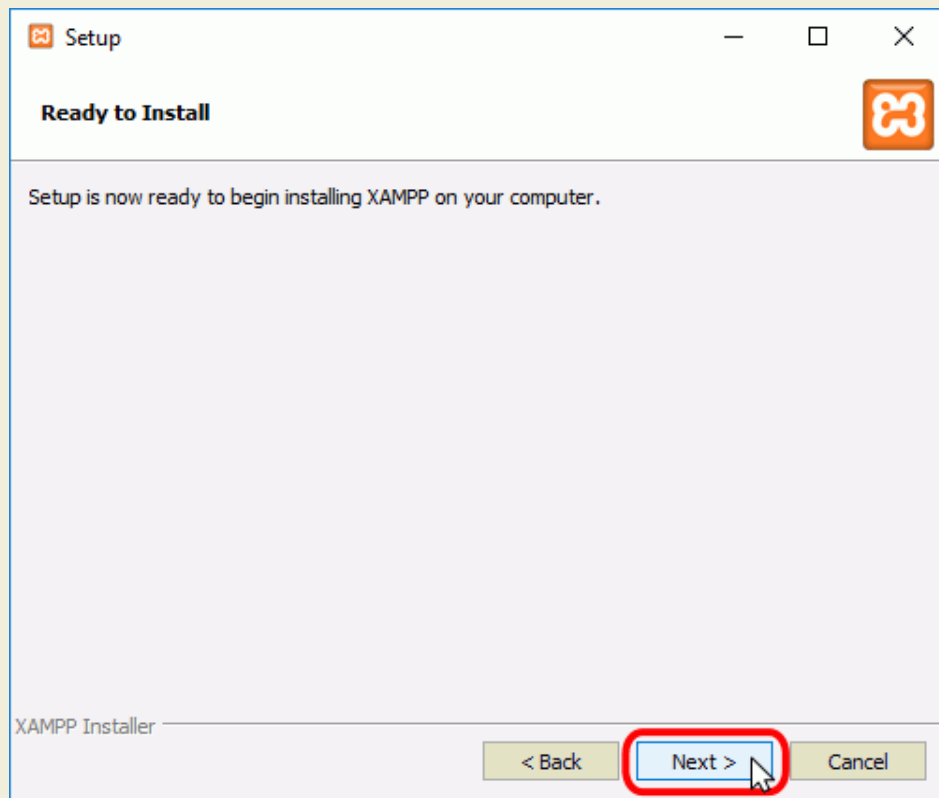 Setup
Ready to Install
Setup is now ready to begin installing XAMPP on your computer.
XAMPP Installer
< Back
Next >
Cancel